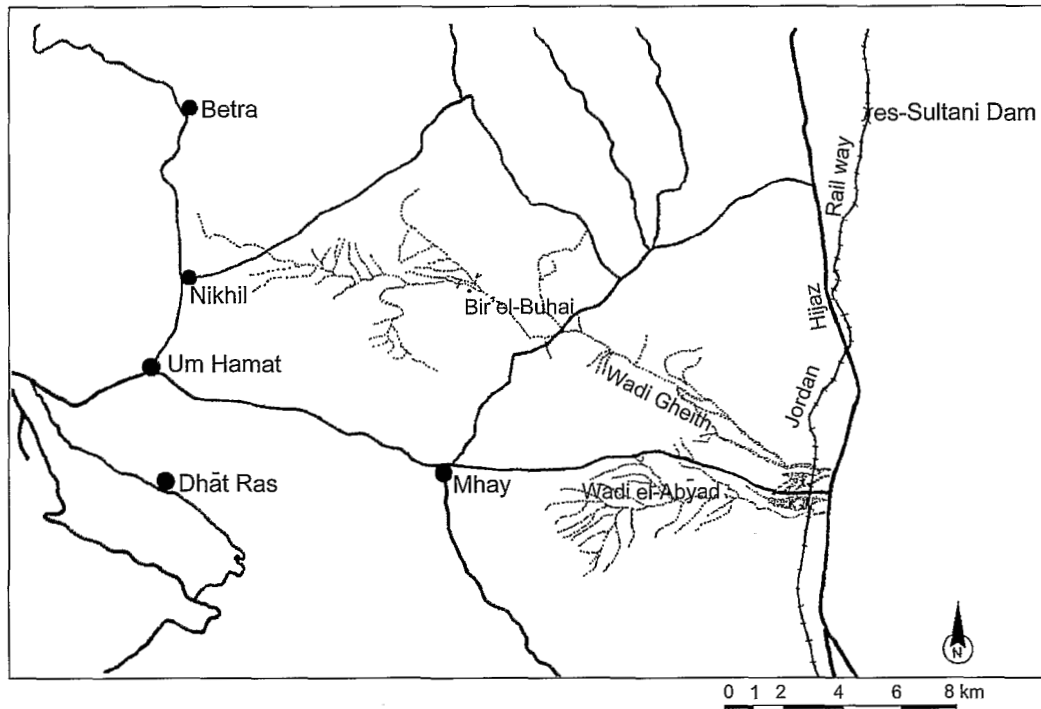 Betra
res-Sultani Dam
Nikhil
Bir el-Buhai
Jordan Hijaz Rail way
Um Hamat
Wadi Gheith
Dhāt Ras
Mhay
Wadi el-Abyad
N
0 1 2 4 6 8 km